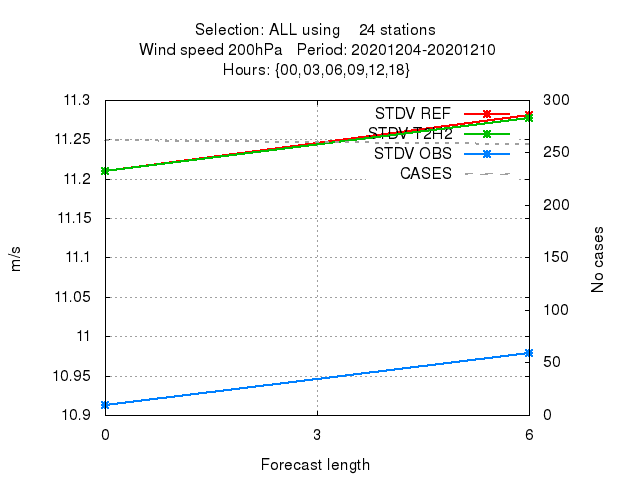 Selection: ALL using 24 stations
Wind speed 200hPa Period: 20201204-20201210
Hours: {00,03,06,09,12,18}
11.3
11.25
11.2
11.15
11.1
11.05
11
10.95
10.9
m/s
STDV REF
STDV T2H2
STDV OBS
CASES
300
250
200
150
100
50
0
No cases
0 3 6
Forecast length